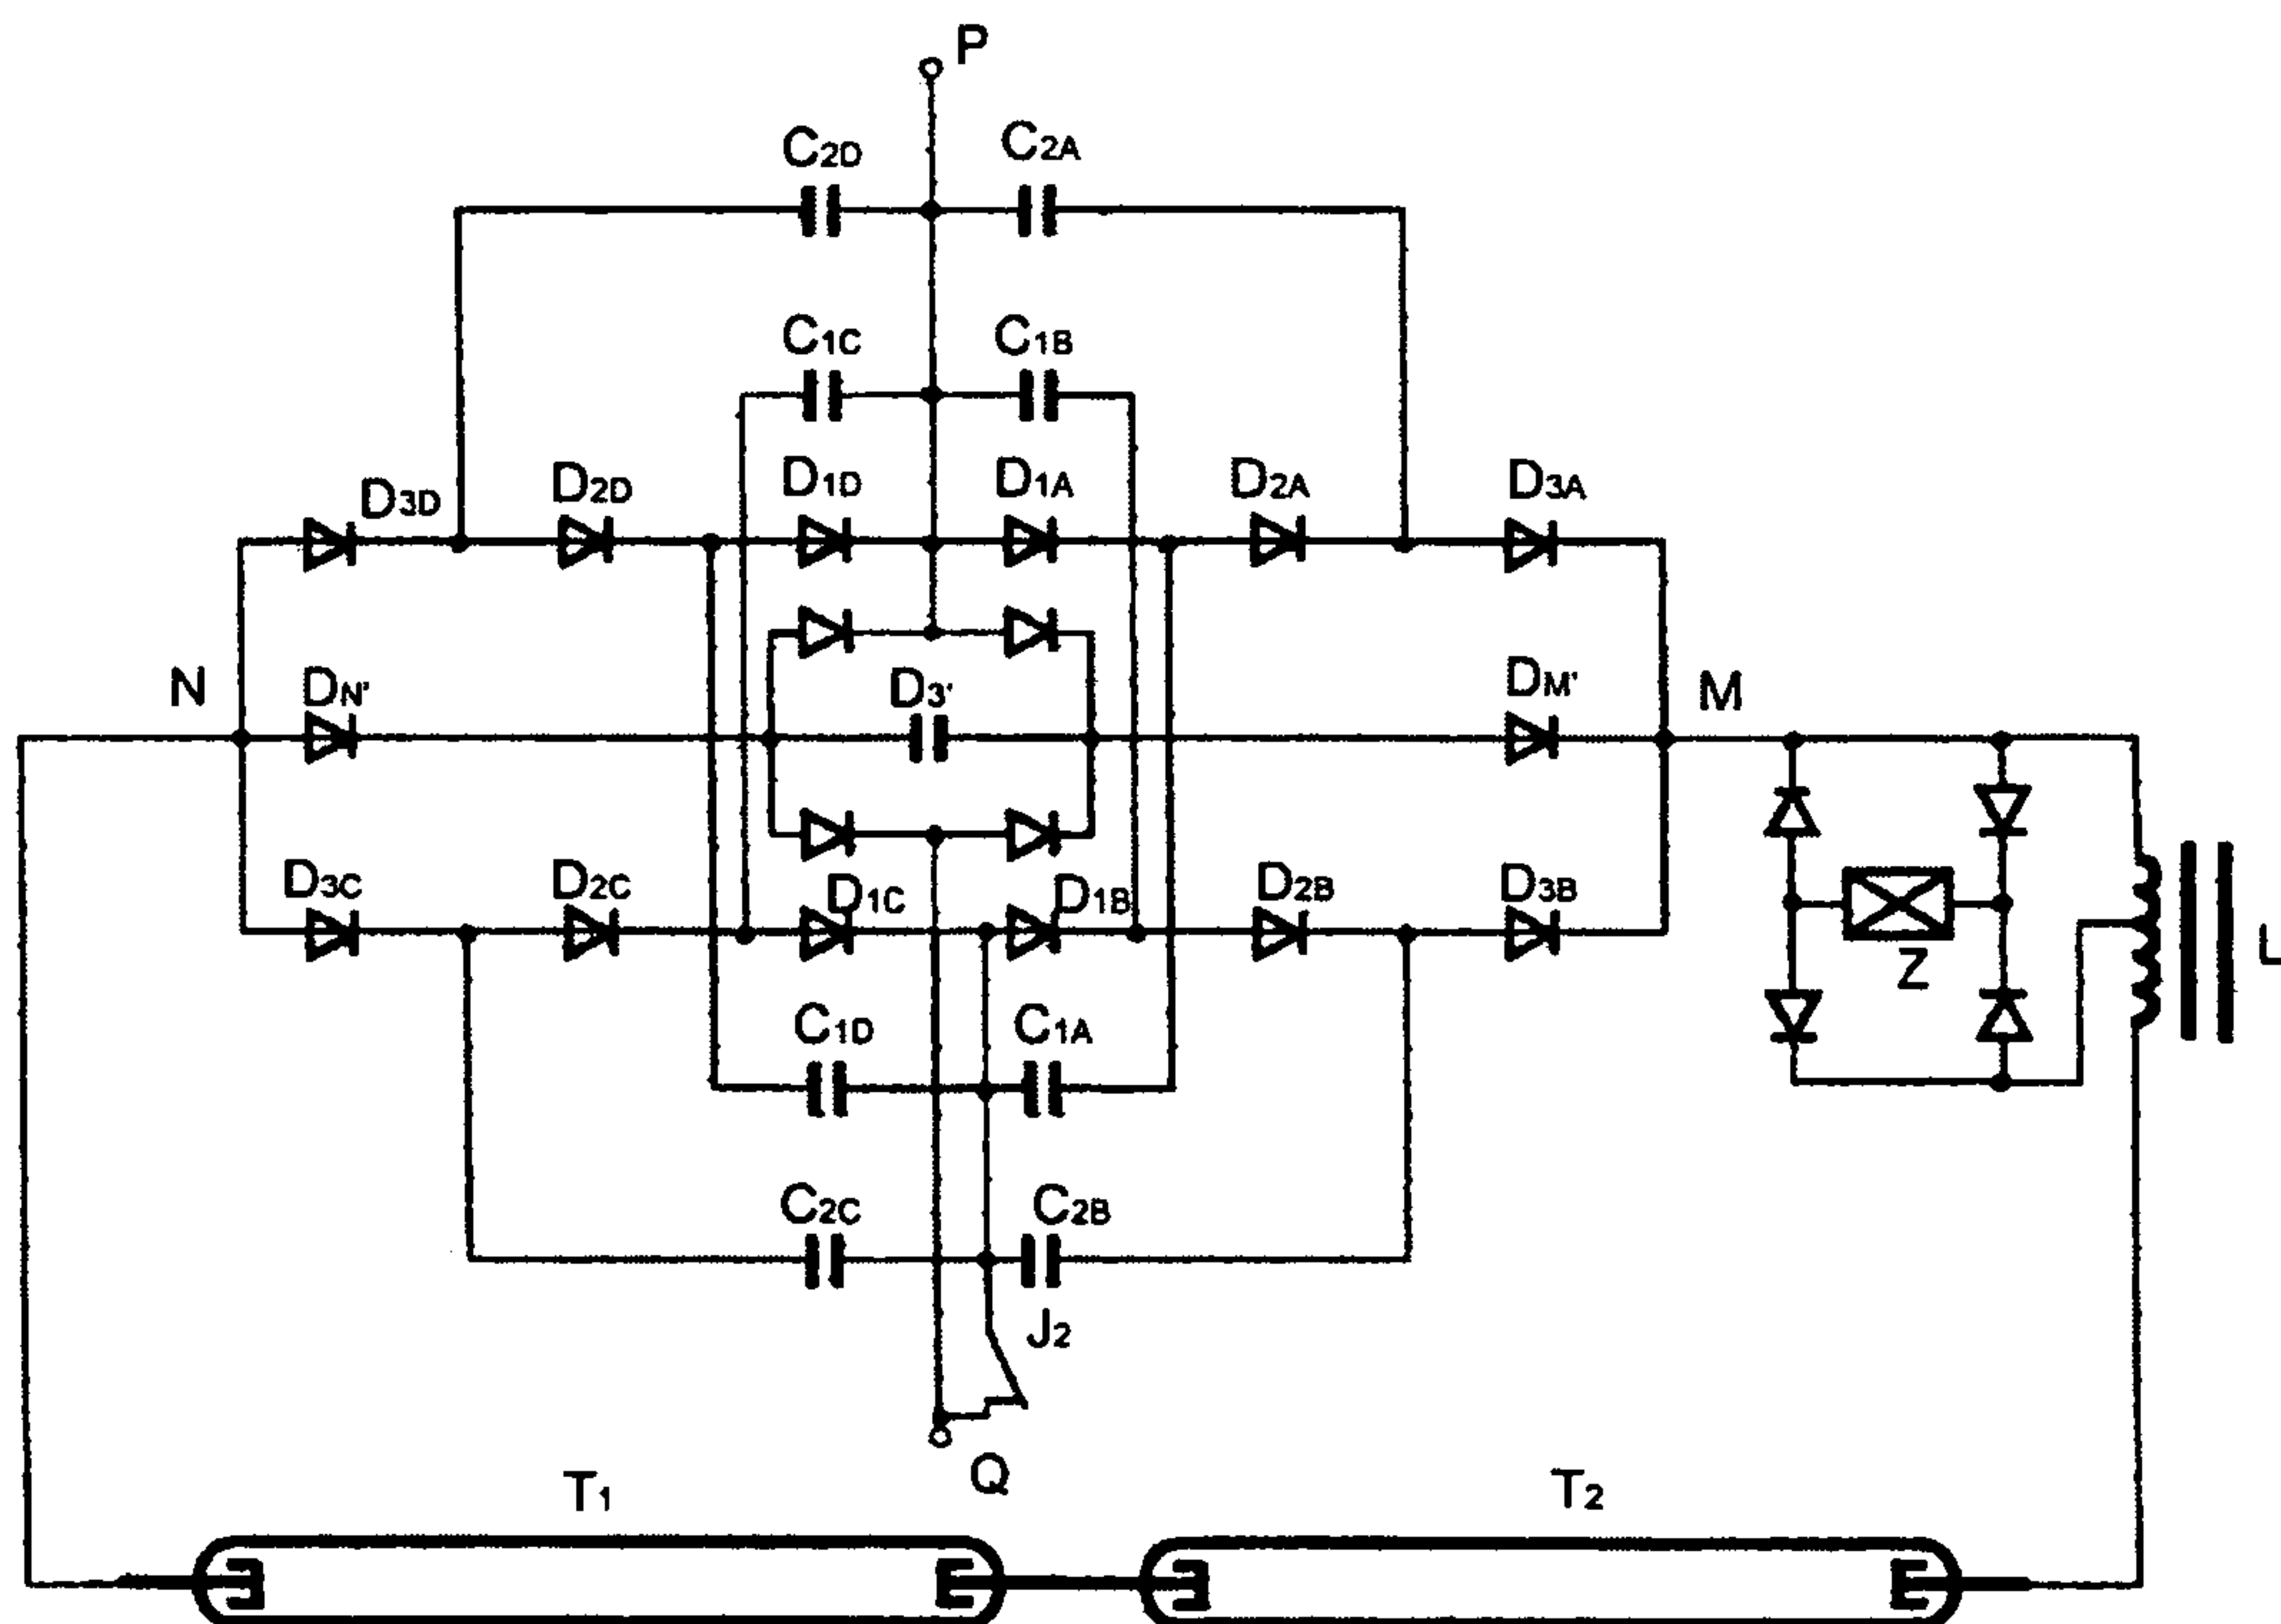 P
C2D C2A
C1C C1B
D3D D2D D1D D1A D2A D3A
N DN' D3' DM' M
D3C D2C D1C D1B D2B D3B
Z L
C1D C1A
C2C C2B
J2
Q
T1 T2